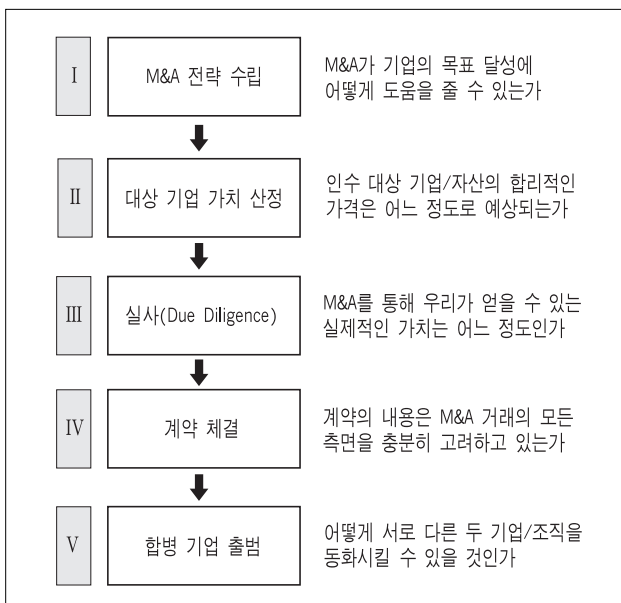 Ⅰ
M&A 전략 수립
M&A가 기업의 목표 달성에
어떻게 도움을 줄 수 있는가
Ⅱ
대상 기업 가치 산정
인수 대상 기업/자산의 합리적인
가격은 어느 정도로 예상되는가
Ⅲ
실사(Due Diligence)
M&A를 통해 우리가 얻을 수 있는
실제적인 가치는 어느 정도인가
Ⅳ
계약 체결
계약의 내용은 M&A 거래의 모든
측면을 충분히 고려하고 있는가
Ⅴ
합병 기업 출범
어떻게 서로 다른 두 기업/조직을
동화시킬 수 있을 것인가